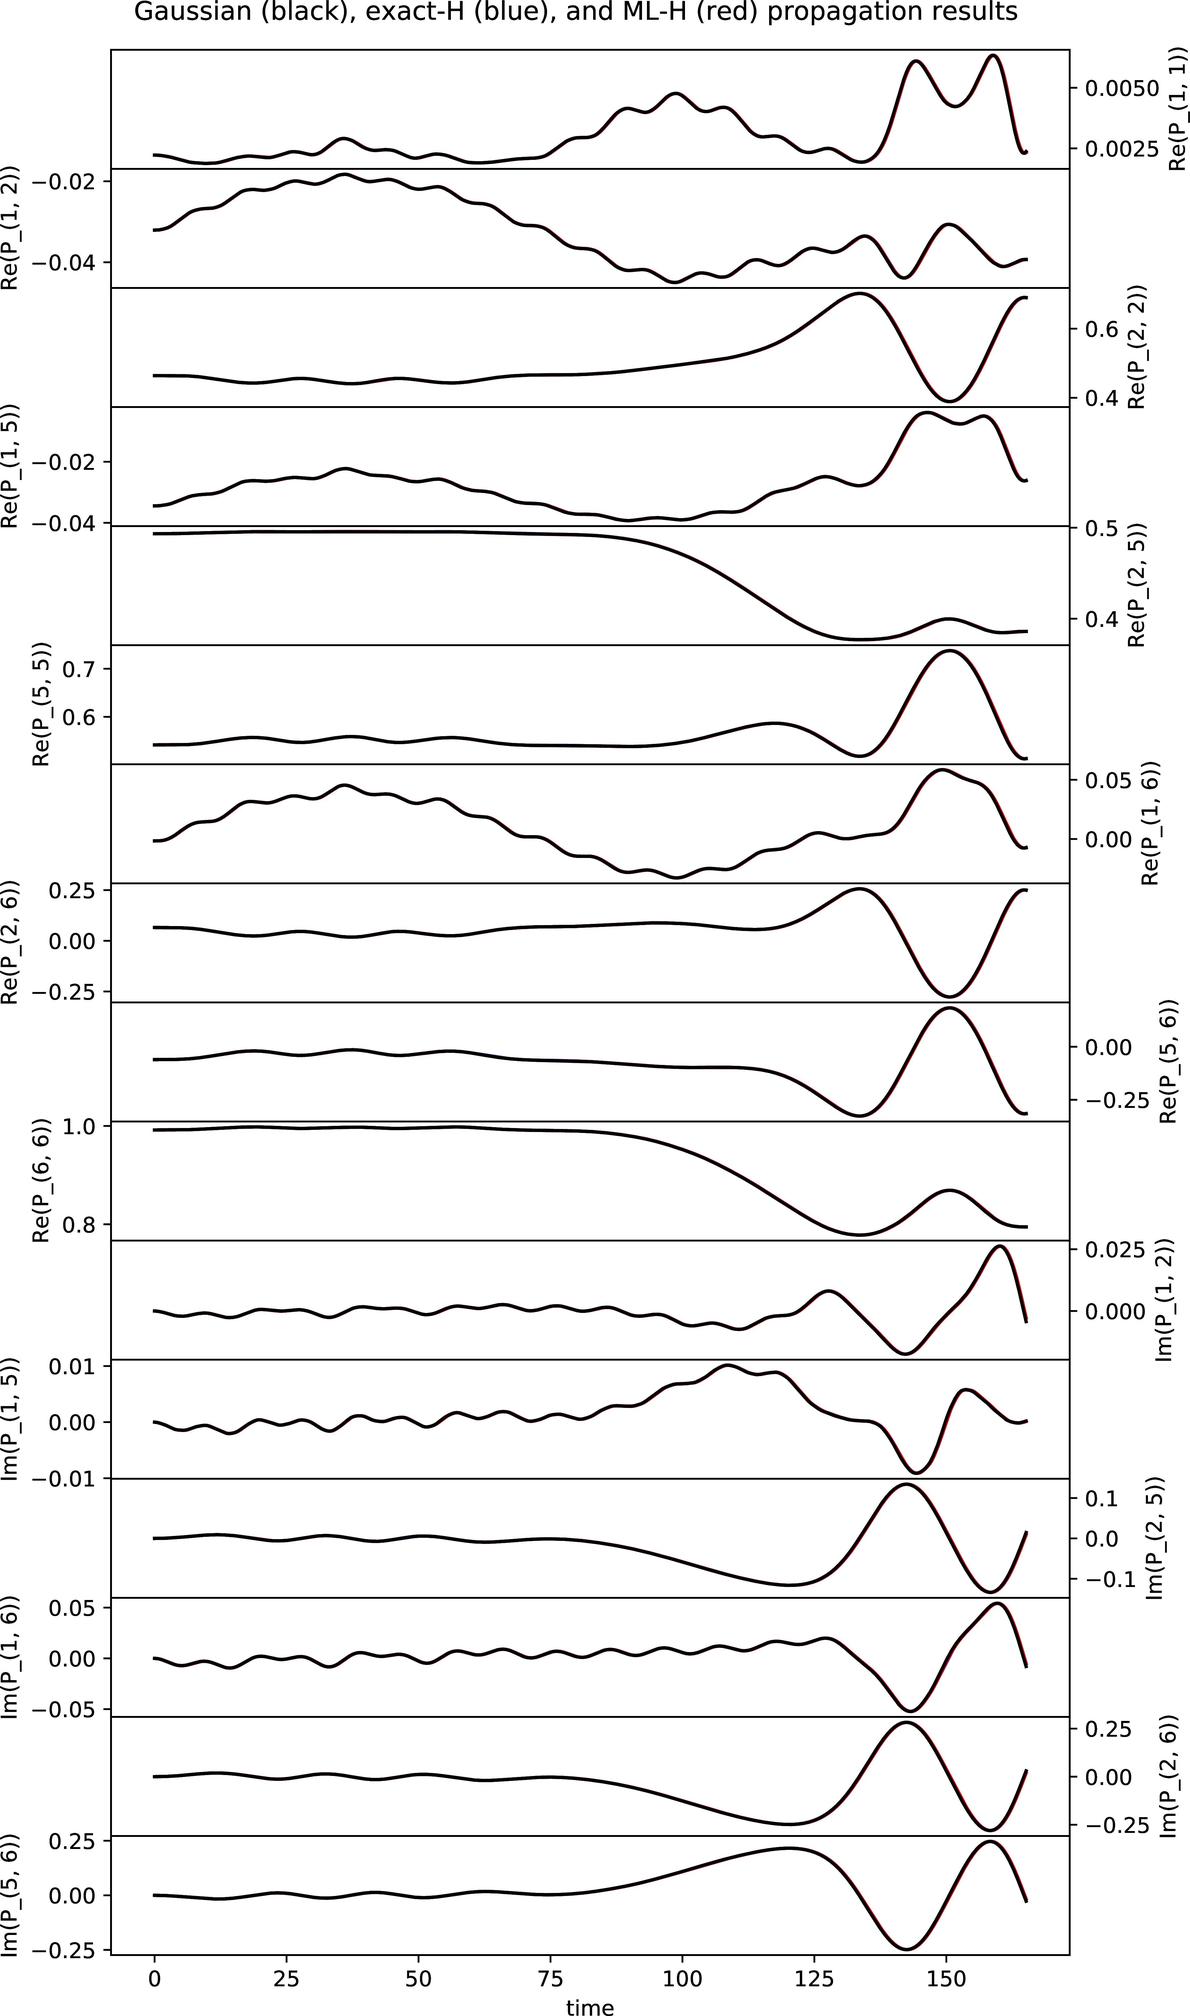 Gaussian (black), exact-H (blue), and ML-H (red) propagation results
0.0050
0.0025
Re(P_(1, 1))
Re(P_(1, 2))
−0.02
−0.04
0.6
0.4
Re(P_(2, 2))
Re(P_(1, 5))
−0.02
−0.04
0.5
0.4
Re(P_(2, 5))
Re(P_(5, 5))
0.7
0.6
0.05
0.00
Re(P_(1, 6))
Re(P_(2, 6))
0.25
0.00
−0.25
0.00
−0.25
Re(P_(5, 6))
Re(P_(6, 6))
1.0
0.8
0.025
0.000
Im(P_(1, 2))
Im(P_(1, 5))
0.01
0.00
−0.01
0.1
0.0
−0.1
Im(P_(2, 5))
Im(P_(1, 6))
0.05
0.00
−0.05
0.25
0.00
−0.25
Im(P_(2, 6))
Im(P_(5, 6))
0.25
0.00
−0.25
0 25 50 75 100 125 150
time